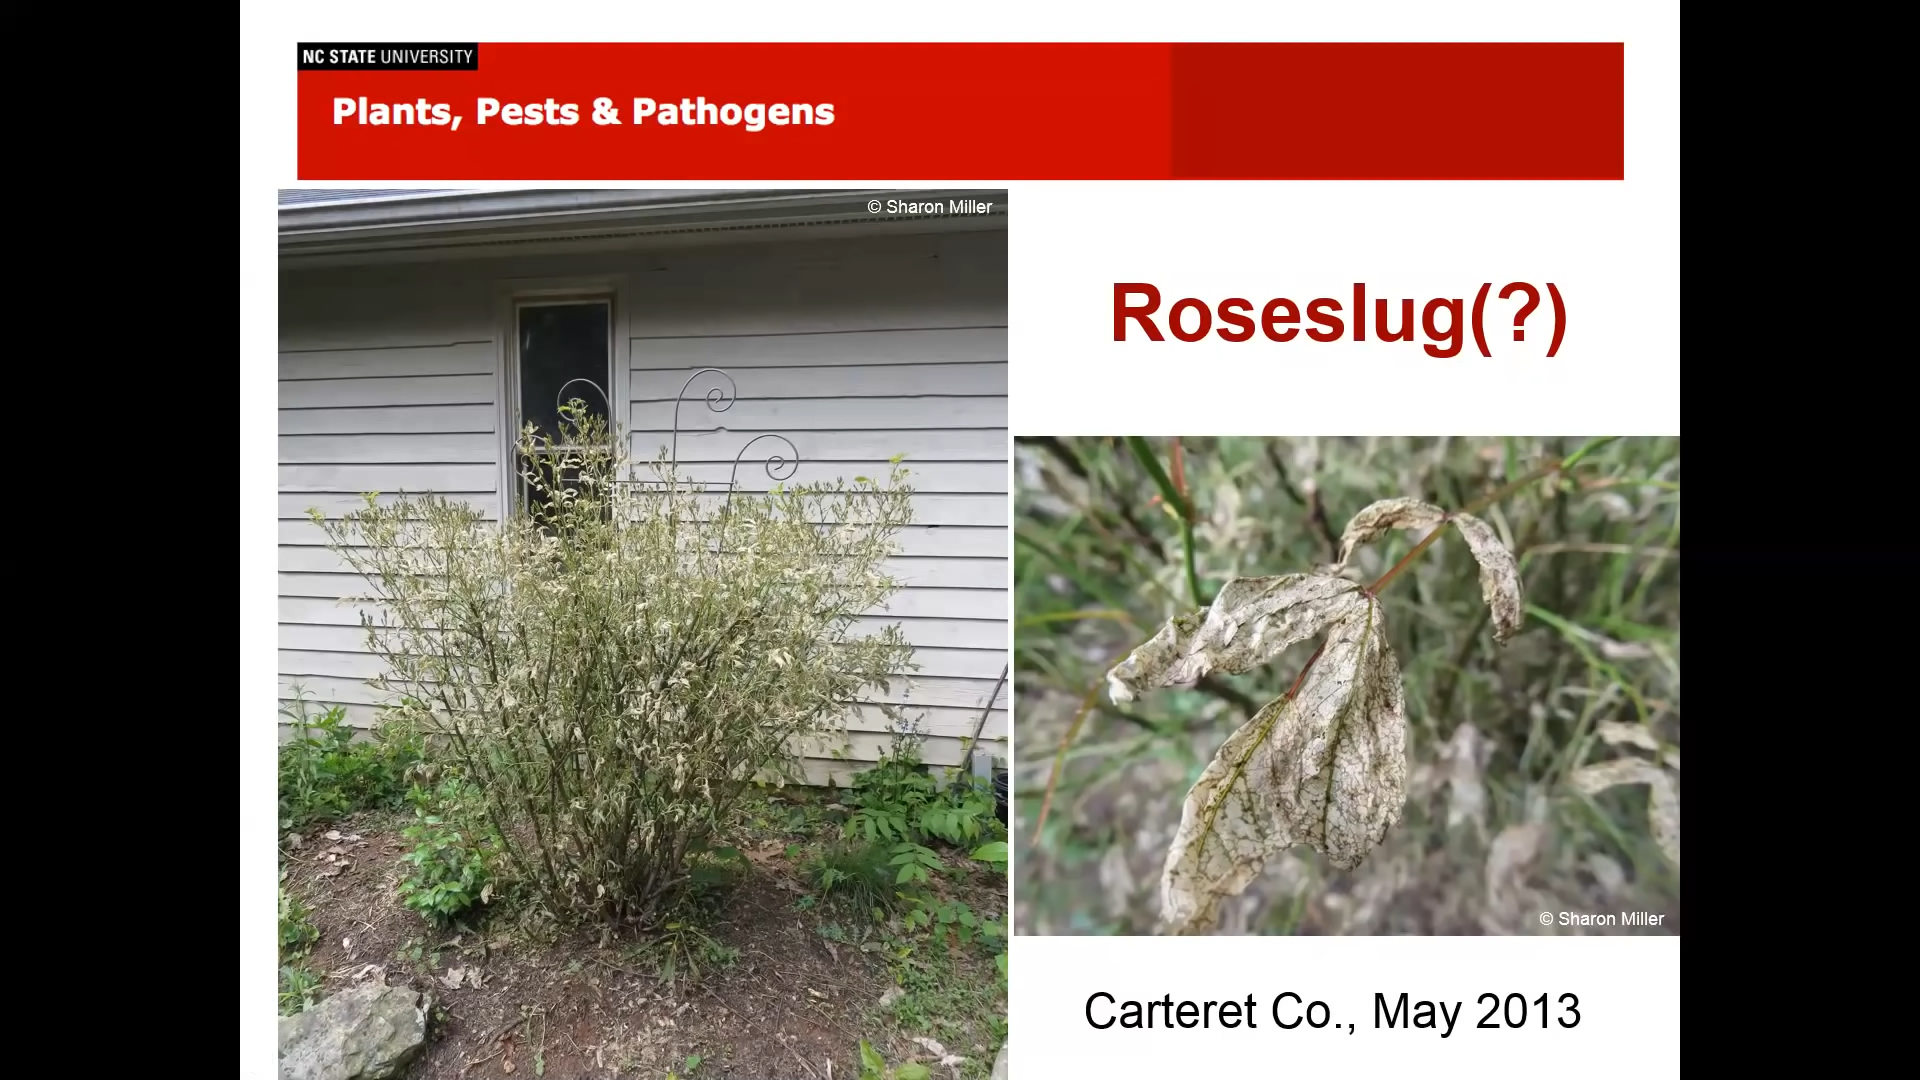 NC STATE UNIVERSITY
Plants, Pests & Pathogens
© Sharon Miller
Roseslug(?)
© Sharon Miller
Carteret Co., May 2013